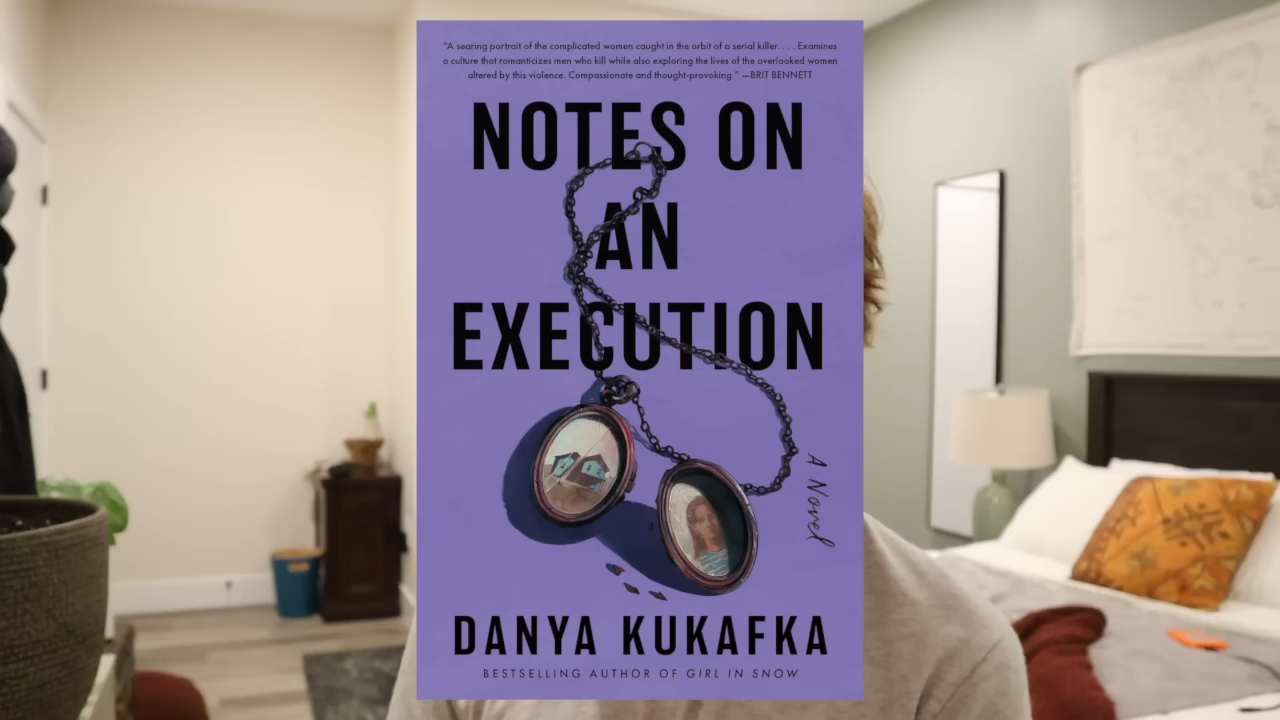 "A searing portrait of the complicated women caught in the orbit of a serial killer. . . . Examines
a culture that romanticizes men who kill while also exploring the lives of the overlooked women
altered by this violence. Compassionate and thought-provoking." —BRIT BENNETT
NOTES ON
AN
EXECUTION
A Novel
DANYA KUKAFKA
BESTSELLING AUTHOR OF GIRL IN SNOW